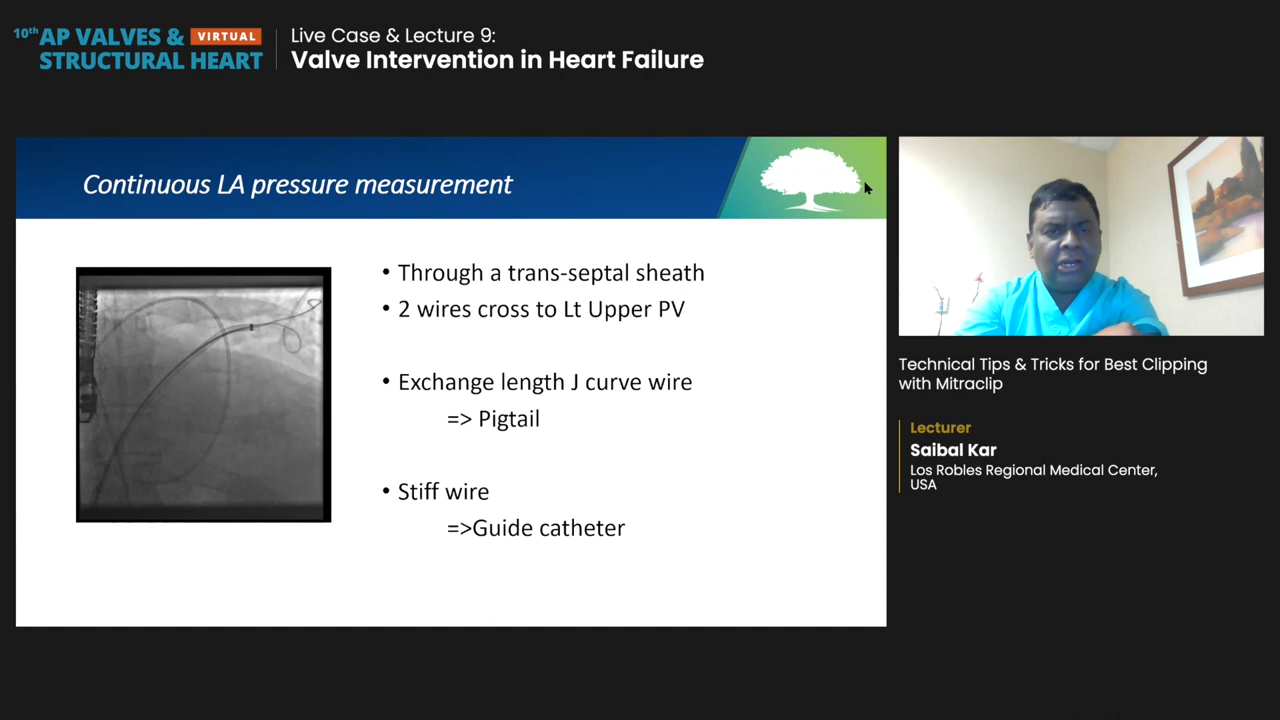 10th AP VALVES & VIRTUAL
STRUCTURAL HEART
Live Case & Lecture 9:
Valve Intervention in Heart Failure
Continuous LA pressure measurement
• Through a trans-septal sheath
• 2 wires cross to Lt Upper PV
• Exchange length J curve wire
=> Pigtail
• Stiff wire
=>Guide catheter
Technical Tips & Tricks for Best Clipping
with Mitraclip
Lecturer
Saibal Kar
Los Robles Regional Medical Center,
USA